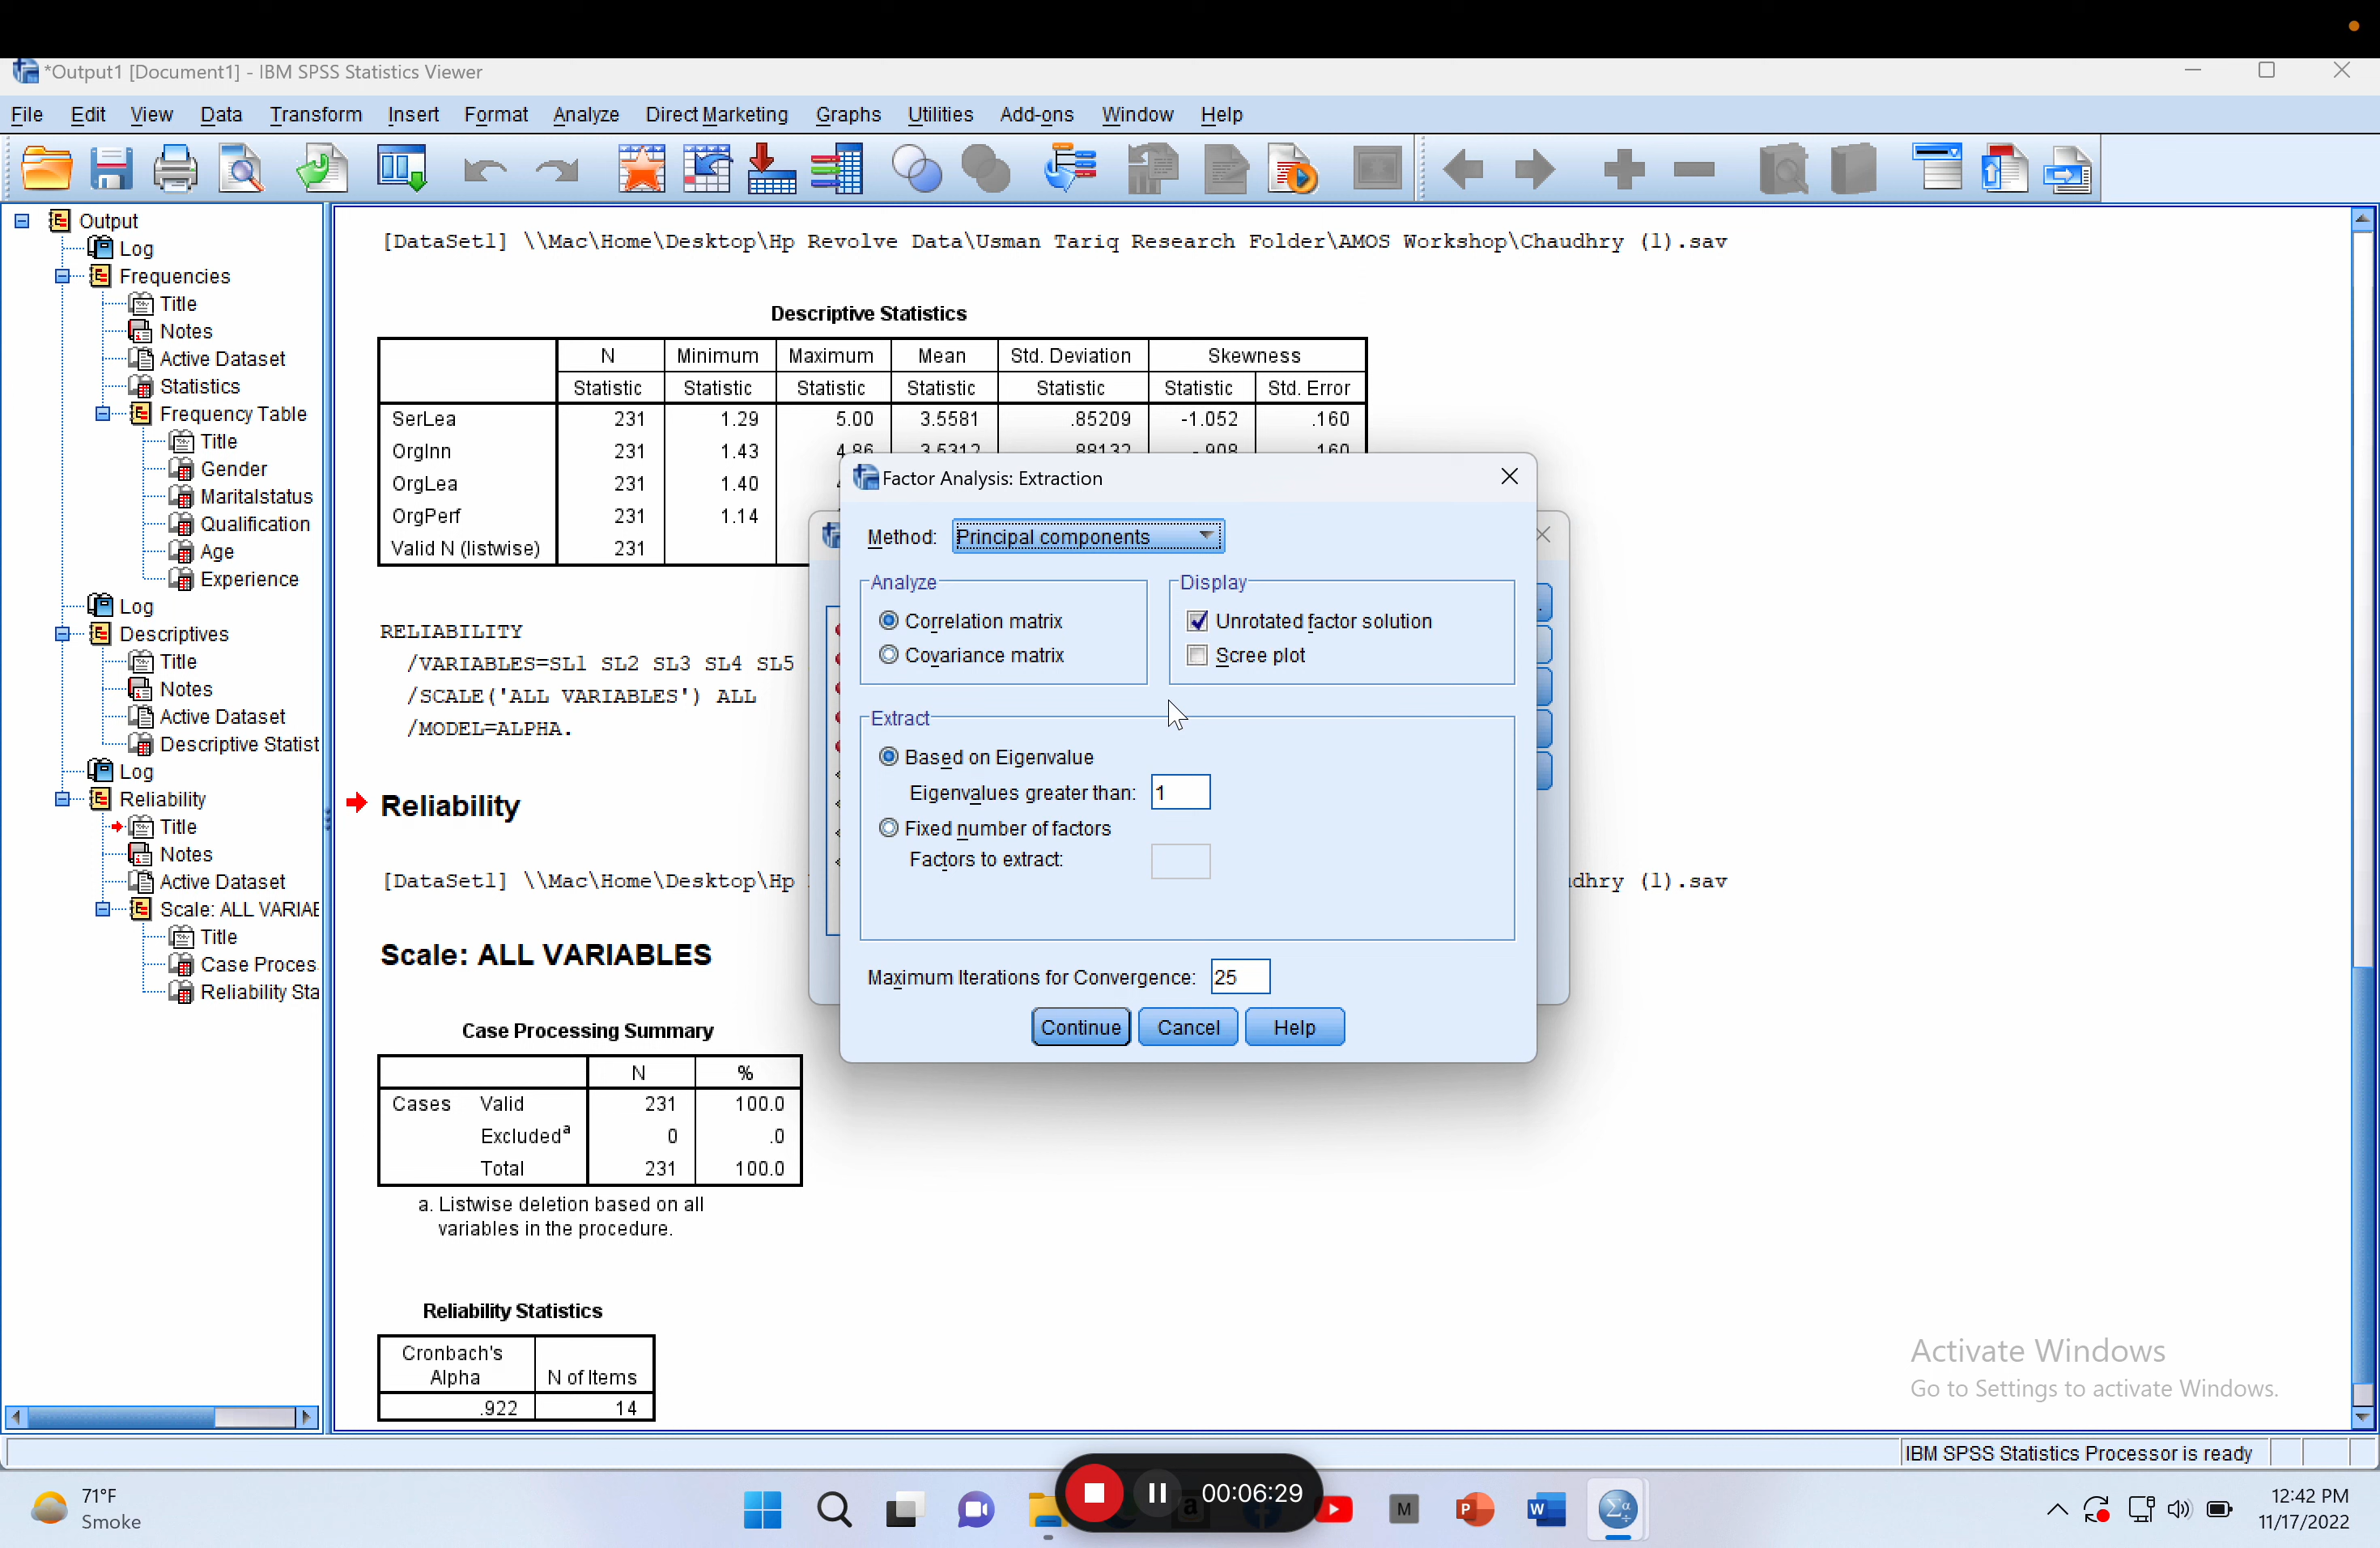 *Output1 [Document1] - IBM SPSS Statistics Viewer
File Edit View Data Transform Insert Format Analyze Direct Marketing Graphs Utilities Add-ons Window Help
Output
Log
Frequencies
Title
Notes
Active Dataset
Statistics
Frequency Table
Title
Gender
Maritalstatus
Qualification
Age
Experience
Log
Descriptives
Title
Notes
Active Dataset
Descriptive Statist
Log
Reliability
Title
Notes
Active Dataset
Scale: ALL VARIAE
Title
Case Proces
Reliability Sta
[DataSet1] \\Mac\Home\Desktop\Hp Revolve Data\Usman Tariq Research Folder\AMOS Workshop\Chaudhry (1).sav
Descriptive Statistics
N Minimum Maximum Mean Std. Deviation Skewness
Statistic Statistic Statistic Statistic Statistic Statistic Std. Error
SerLea 231 1.29 5.00 3.5581 .85209 -1.052 .160
OrgInn 231 1.43 4.86 3.5312 .88132 -.908 .160
OrgLea 231 1.40
OrgPerf 231 1.14
Valid N (listwise) 231
RELIABILITY
/VARIABLES=SL1 SL2 SL3 SL4 SL5
/SCALE('ALL VARIABLES') ALL
/MODEL=ALPHA.
Reliability
[DataSet1] \\Mac\Home\Desktop\Hp dhry (1).sav
Scale: ALL VARIABLES
Case Processing Summary
N %
Cases Valid 231 100.0
Excludedᵃ 0 .0
Total 231 100.0
a. Listwise deletion based on all
variables in the procedure.
Reliability Statistics
Cronbach's
Alpha N of Items
.922 14
Factor Analysis: Extraction
Method: Principal components
Analyze
Correlation matrix
Covariance matrix
Display
Unrotated factor solution
Scree plot
Extract
Based on Eigenvalue
Eigenvalues greater than: 1
Fixed number of factors
Factors to extract:
Maximum Iterations for Convergence: 25
Continue Cancel Help
Activate Windows
Go to Settings to activate Windows.
IBM SPSS Statistics Processor is ready
71°F
Smoke
00:06:29
12:42 PM
11/17/2022